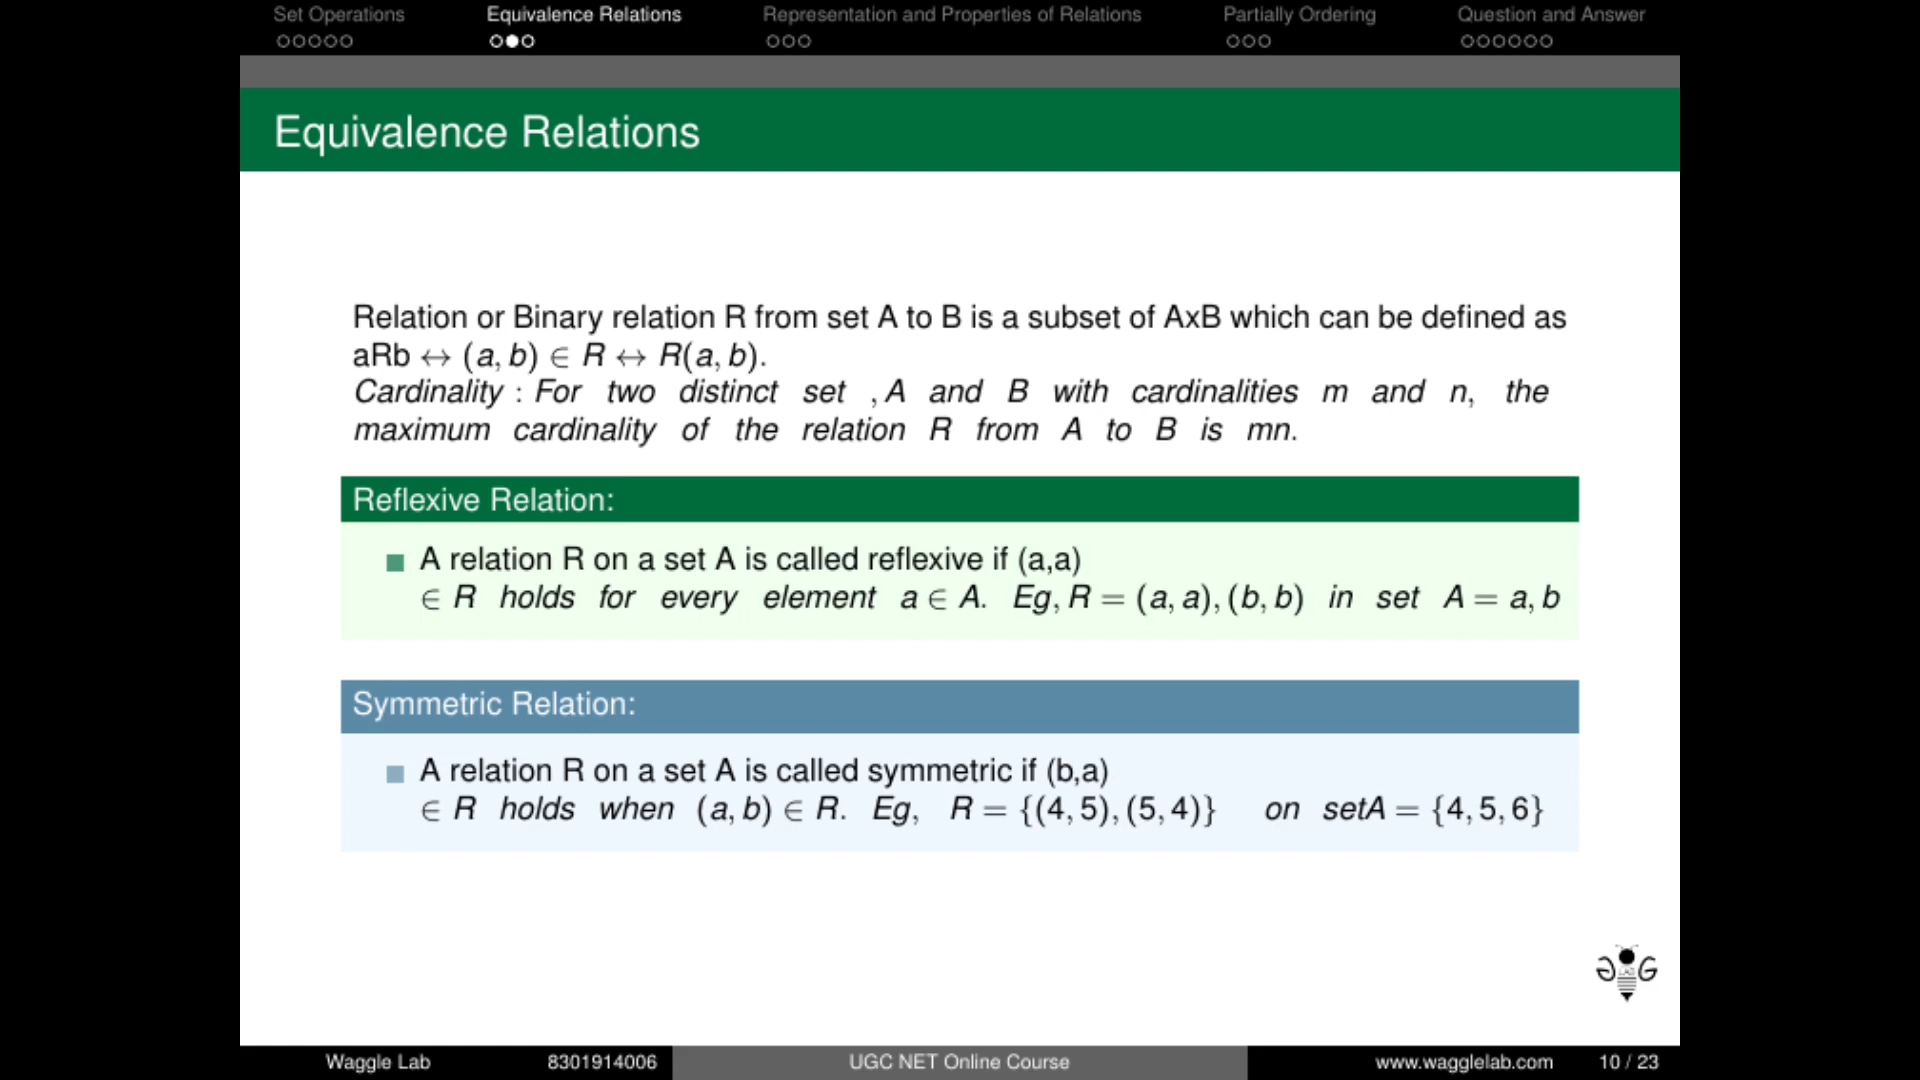 Set Operations Equivalence Relations Representation and Properties of Relations Partially Ordering Question and Answer
Equivalence Relations
Relation or Binary relation R from set A to B is a subset of AxB which can be defined as
aRb ↔ (a, b) ∈ R ↔ R(a, b).
Cardinality : For two distinct set , A and B with cardinalities m and n, the
maximum cardinality of the relation R from A to B is mn.
Reflexive Relation:
A relation R on a set A is called reflexive if (a,a)
∈ R holds for every element a ∈ A. Eg, R = (a, a), (b, b) in set A = a, b
Symmetric Relation:
A relation R on a set A is called symmetric if (b,a)
∈ R holds when (a, b) ∈ R. Eg, R = {(4, 5), (5, 4)} on setA = {4, 5, 6}
Waggle Lab 8301914006 UGC NET Online Course www.wagglelab.com 10 / 23